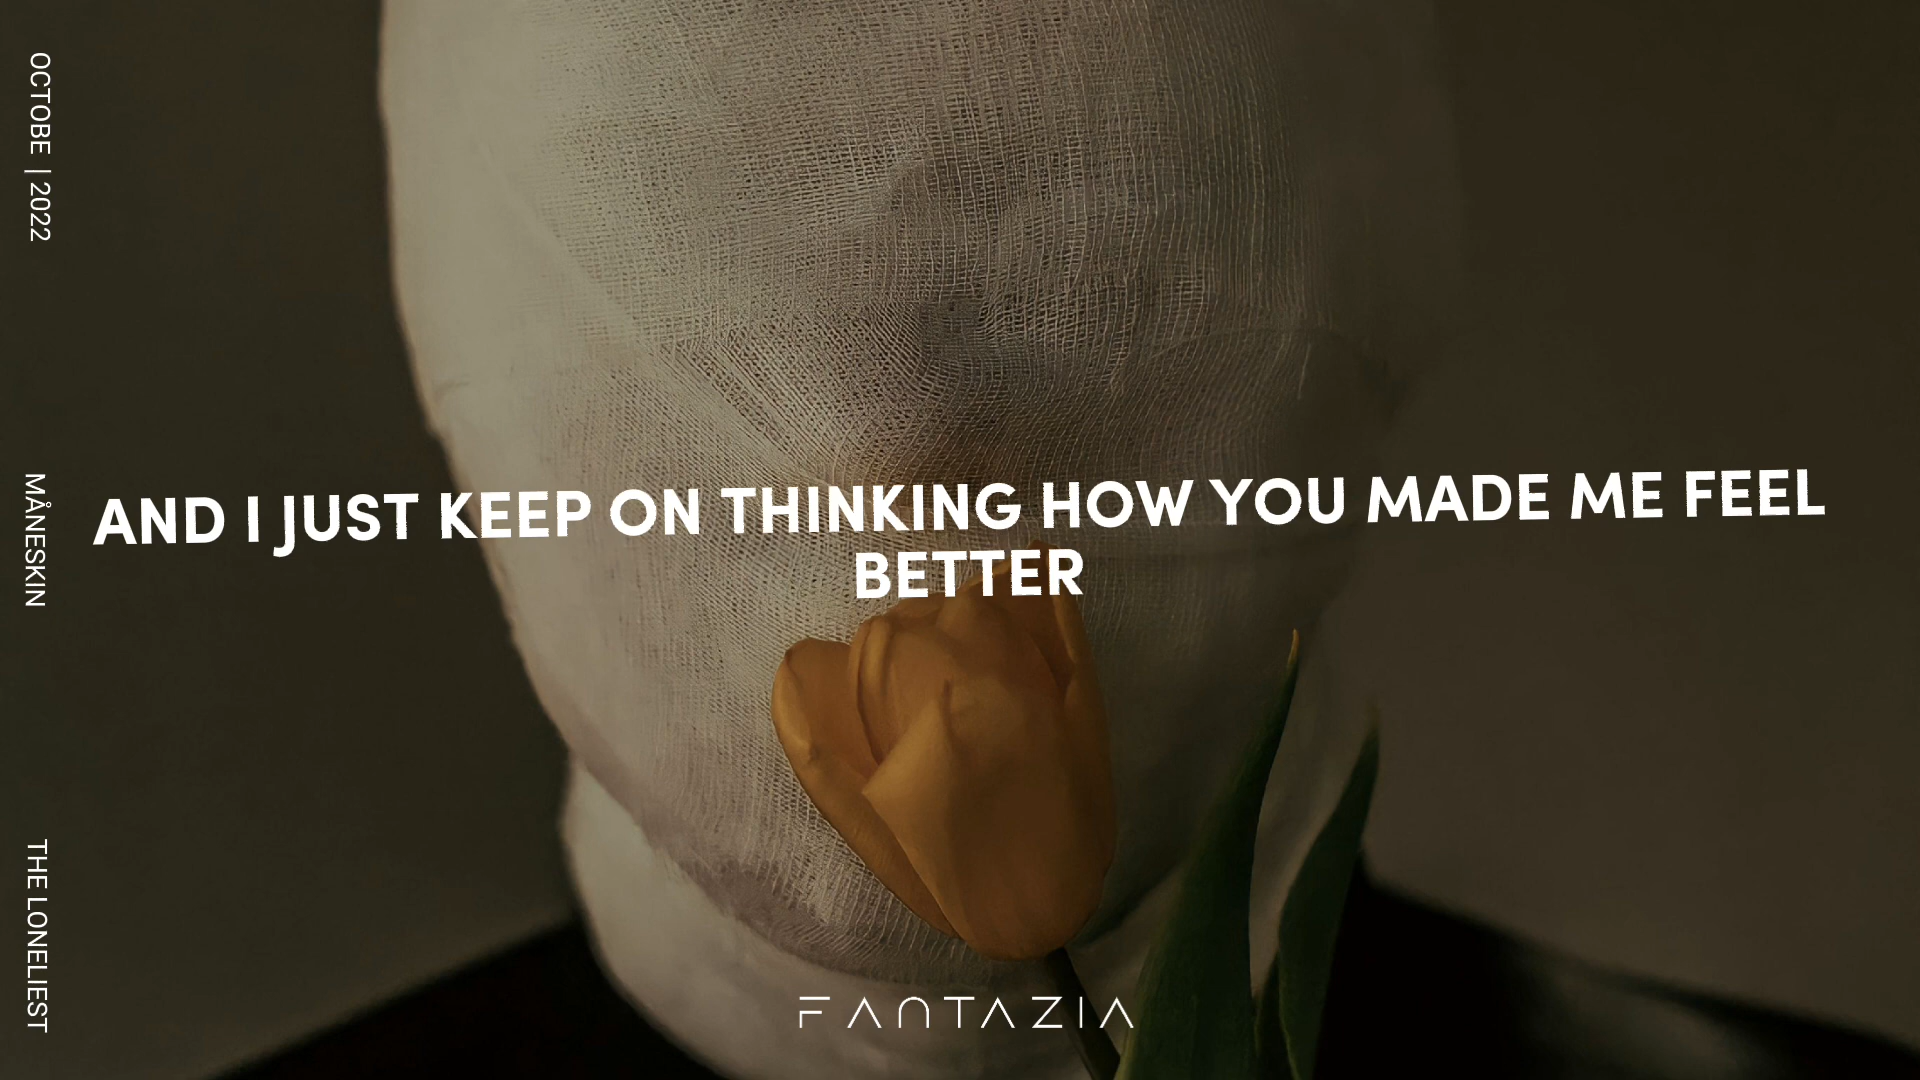 OCTOBE | 2022
MÅNESKIN
THE LONELIEST
AND I JUST KEEP ON THINKING HOW YOU MADE ME FEEL
BETTER
FANTAZIA